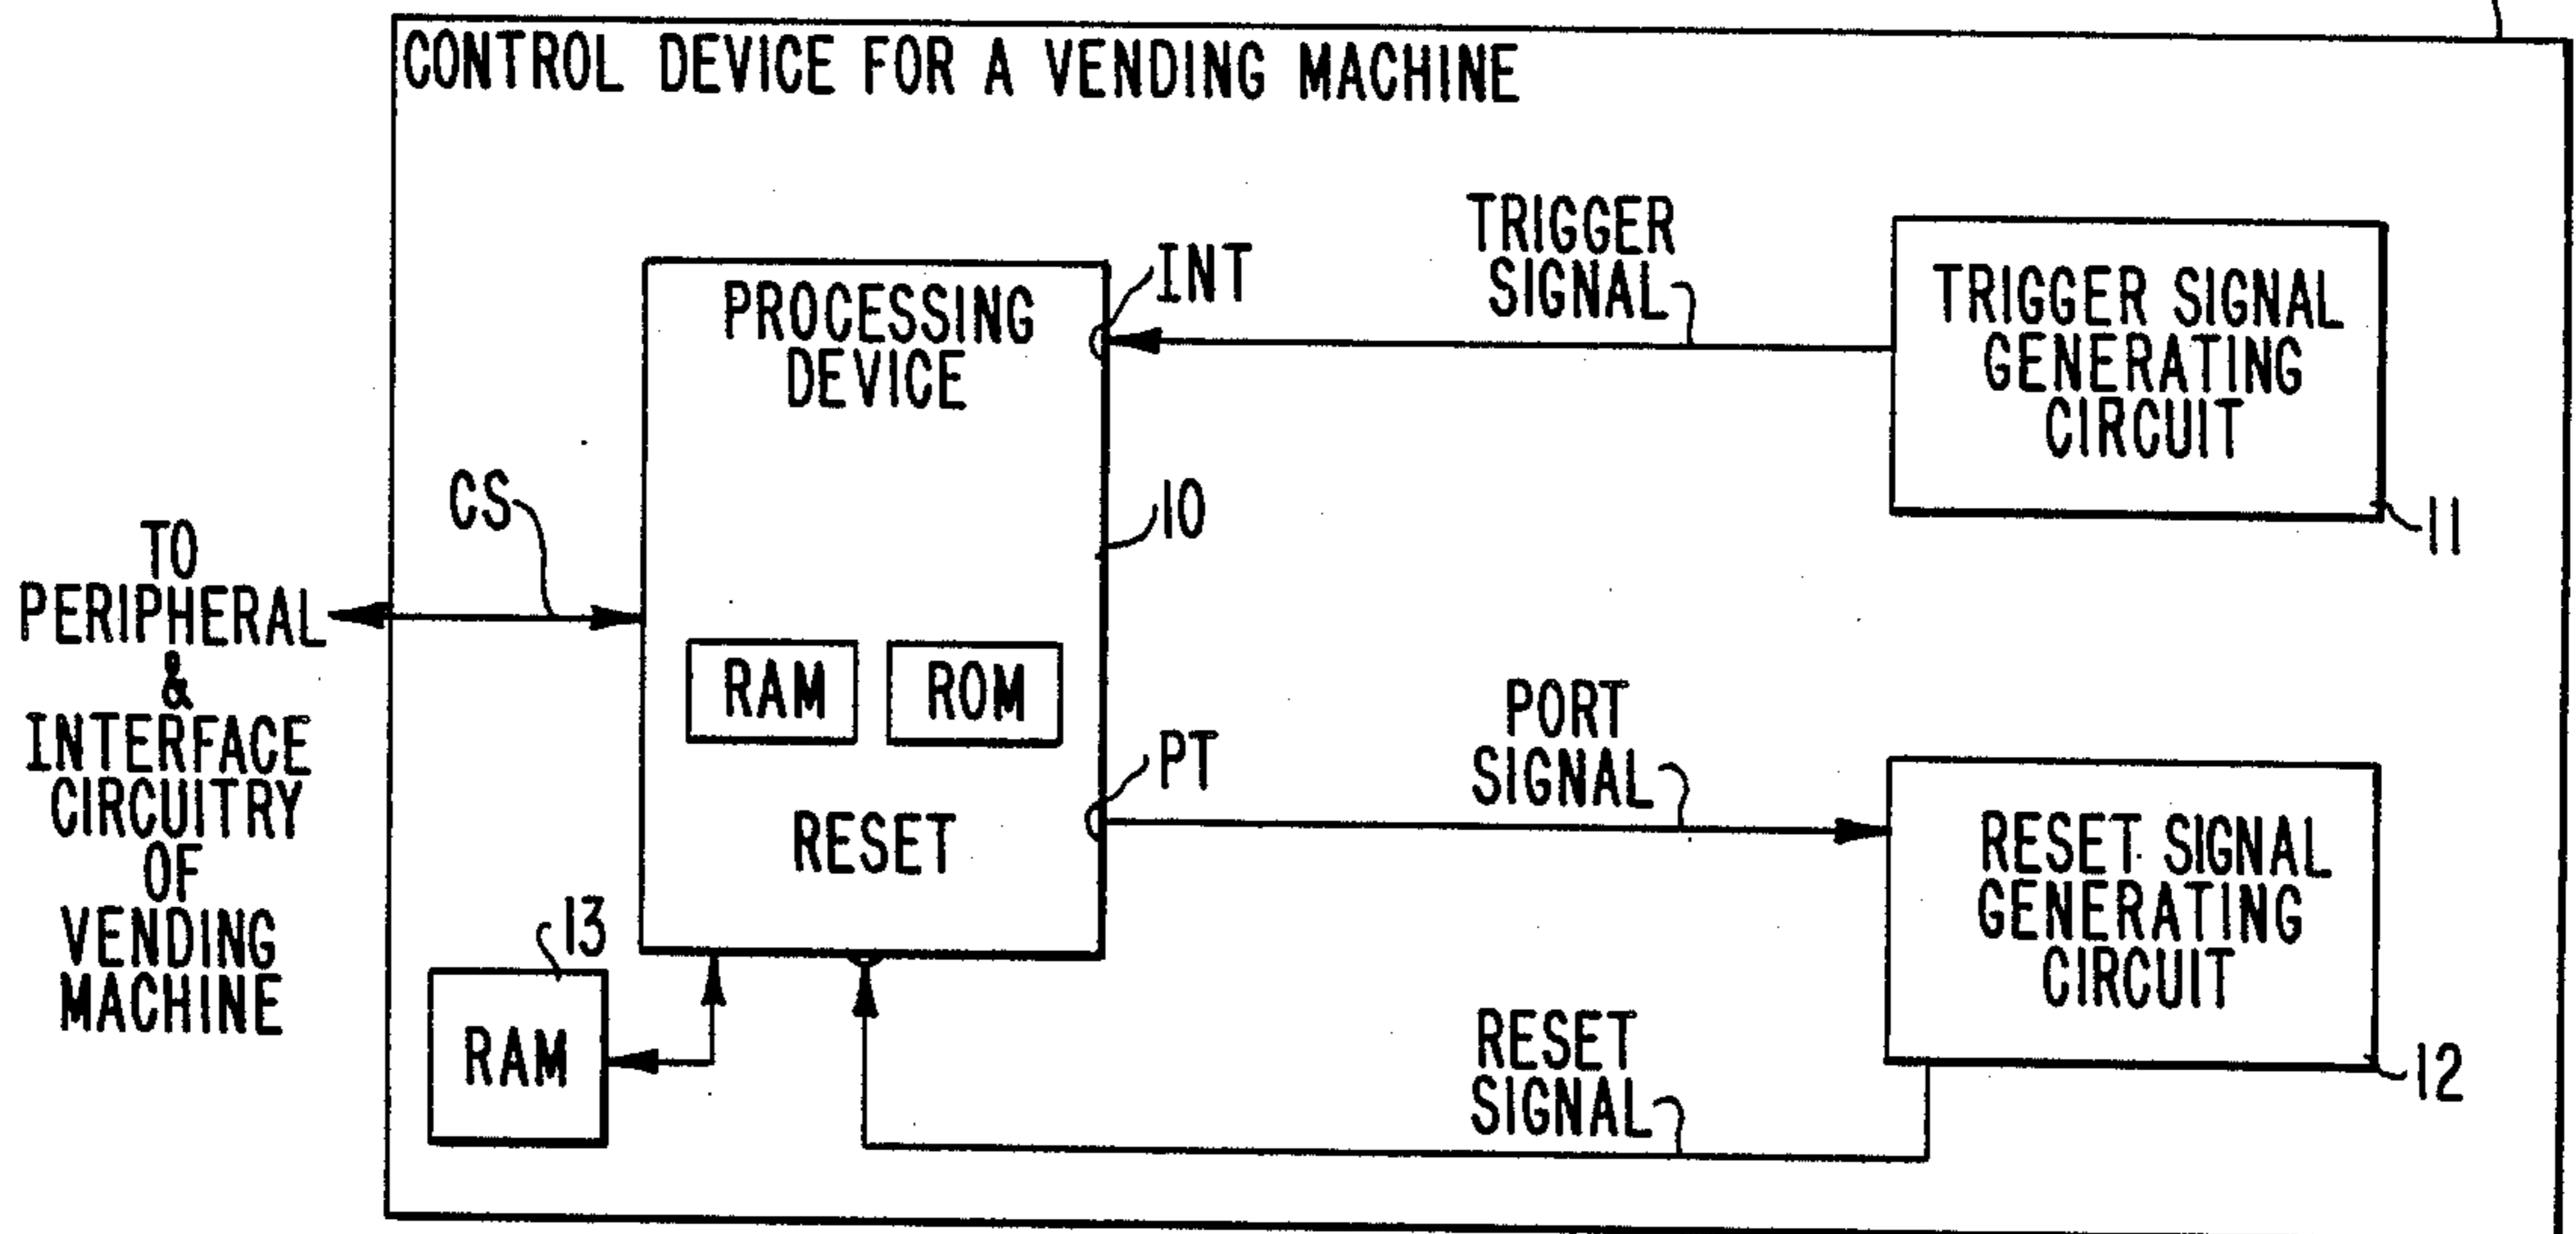 CONTROL DEVICE FOR A VENDING MACHINE
TRIGGER
SIGNAL
INT
PROCESSING
DEVICE
TRIGGER SIGNAL
GENERATING
CIRCUIT
11
10
CS
TO
PERIPHERAL
&
INTERFACE
CIRCUITRY
OF
VENDING
MACHINE
RAM
ROM
PORT
SIGNAL
PT
RESET
RESET SIGNAL
GENERATING
CIRCUIT
12
13
RAM
RESET
SIGNAL